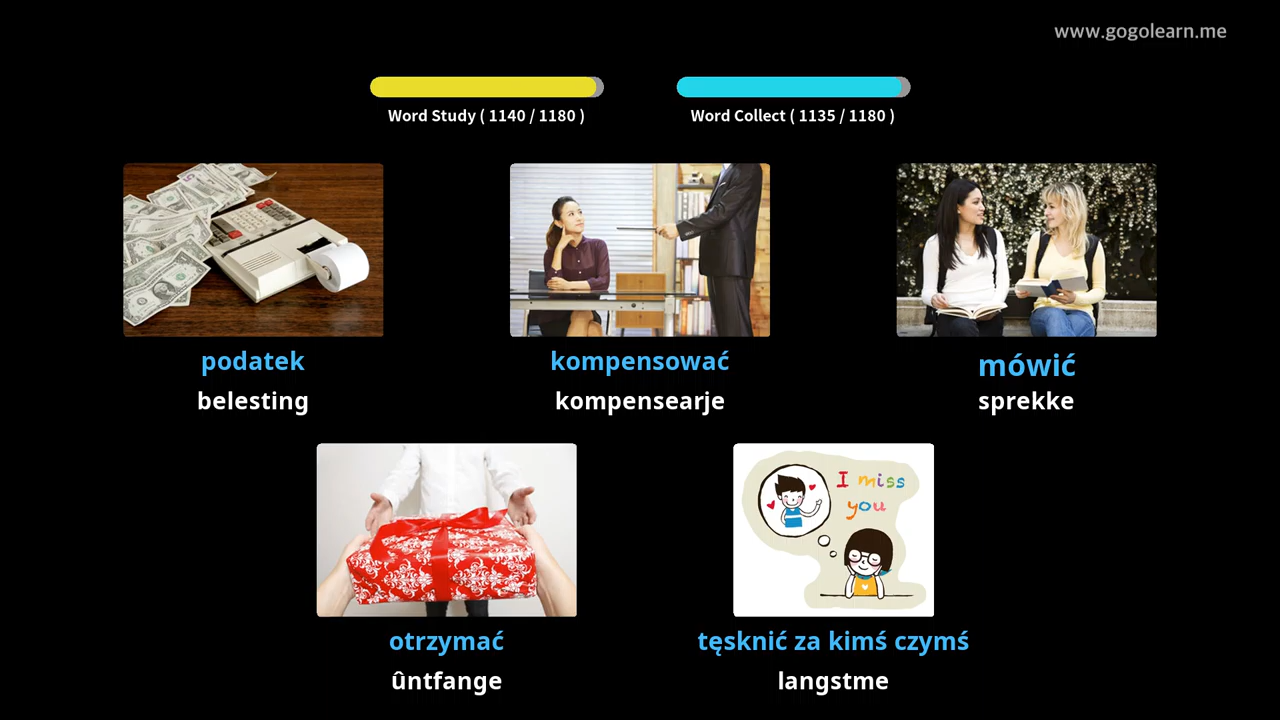 www.gogolearn.me
Word Study ( 1140 / 1180 )
Word Collect ( 1135 / 1180 )
podatek
kompensować
mówić
belesting
kompensearje
sprekke
I miss
you
otrzymać
tęsknić za kimś czymś
ûntfange
langstme